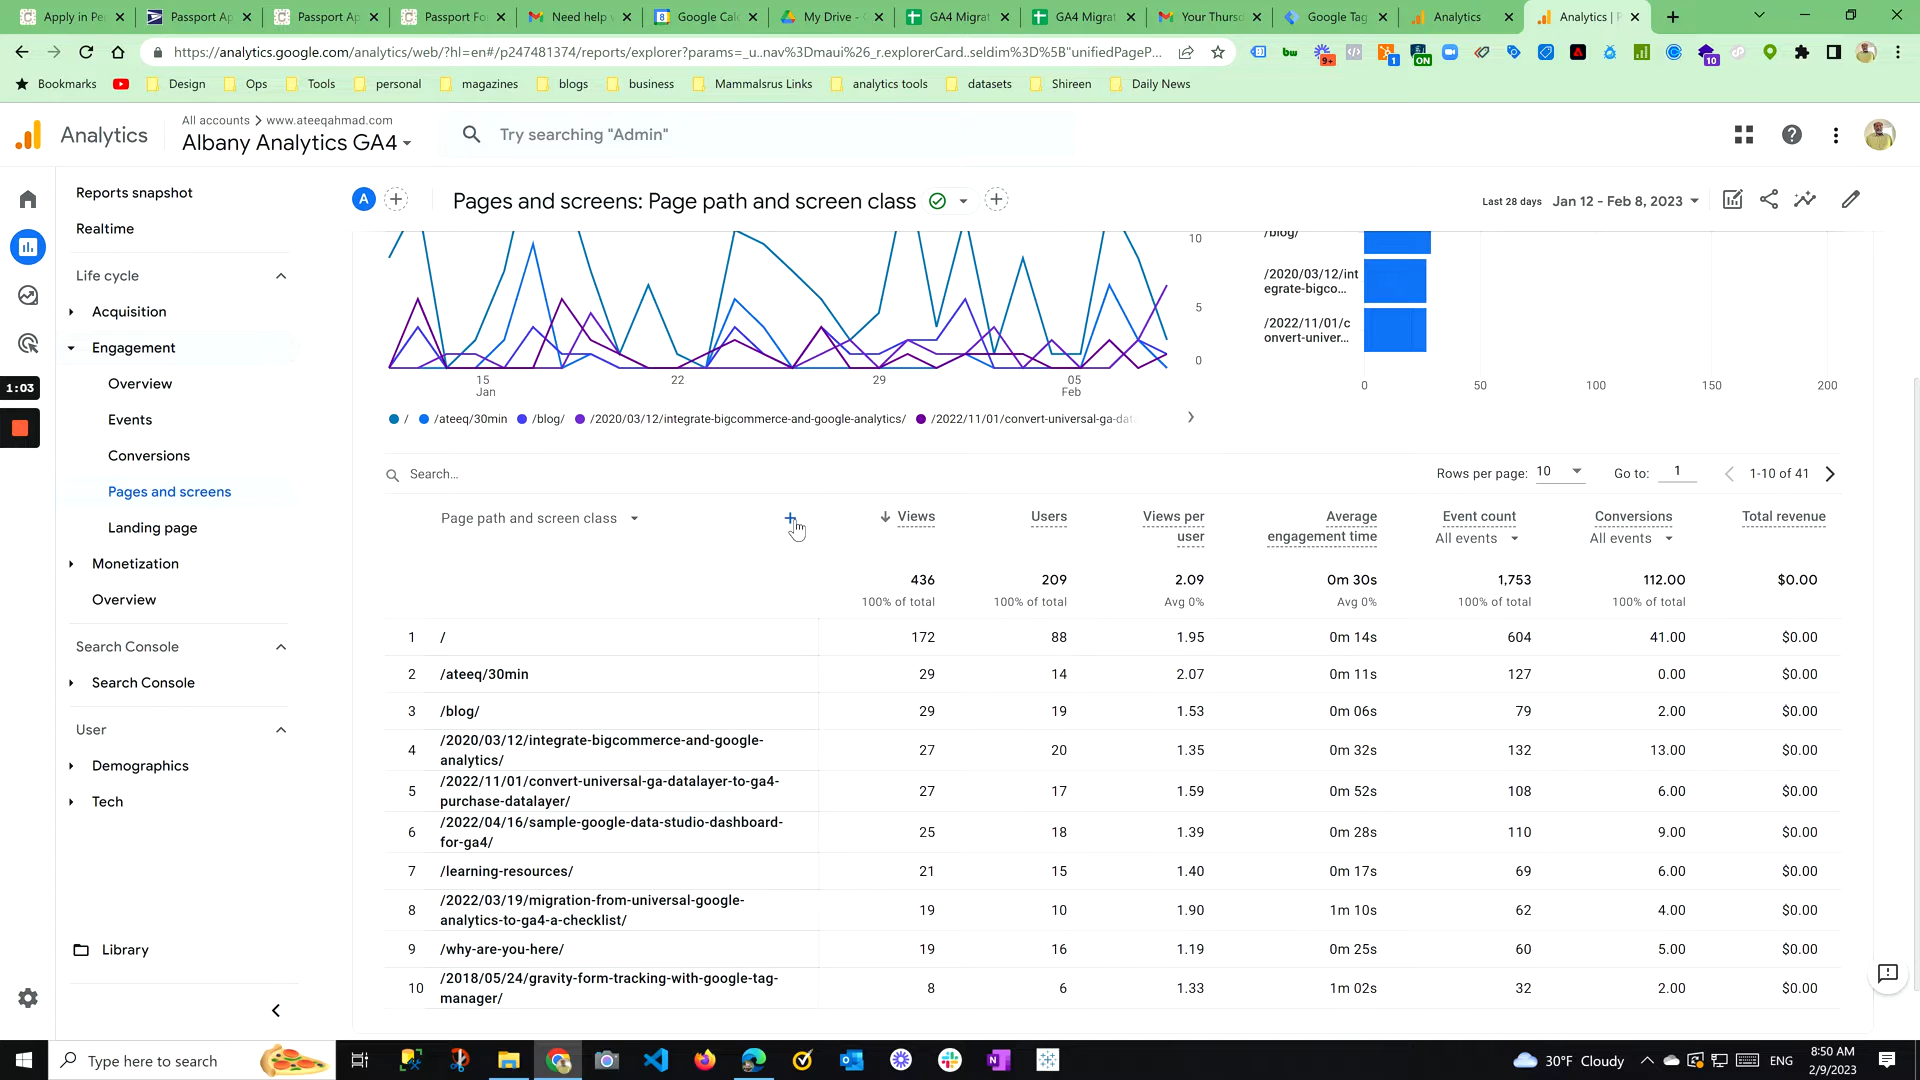 Apply in Pe
Passport Ap
Passport Ap
Passport Fo
Need help
Google Cal
My Drive -
GA4 Migrat
GA4 Migrat
Your Thurs
Google Tag
Analytics
Analytics | F
https://analytics.google.com/analytics/web/?hl=en#/p247481374/reports/explorer?params=_u..nav%3Dmaui%26_r.explorerCard..seldim%3D%5B"unifiedPageP...
bw
9+
1
ON
10
Bookmarks
Design
Ops
Tools
personal
magazines
blogs
business
Mammalsrus Links
analytics tools
datasets
Shireen
Daily News
Analytics
All accounts > www.ateeqahmad.com
Albany Analytics GA4
Try searching "Admin"
Reports snapshot
Realtime
Life cycle
Acquisition
Engagement
Overview
Events
Conversions
Pages and screens
Landing page
Monetization
Overview
Search Console
Search Console
User
Demographics
Tech
Library
1:03
A
Pages and screens: Page path and screen class
Last 28 days Jan 12 - Feb 8, 2023
10
5
0
15
Jan
22
29
05
Feb
/
/ateeq/30min
/blog/
/2020/03/12/integrate-bigcommerce-and-google-analytics/
/2022/11/01/convert-universal-ga-data
/blog/
/2020/03/12/int
egrate-bigco...
/2022/11/01/c
onvert-univer...
0 50 100 150 200
Search...
Rows per page: 10
Go to: 1
1-10 of 41
Page path and screen class
Views
Users
Views per
user
Average
engagement time
Event count
All events
Conversions
All events
Total revenue
436 209 2.09 0m 30s 1,753 112.00 $0.00
100% of total 100% of total Avg 0% Avg 0% 100% of total 100% of total
1 / 172 88 1.95 0m 14s 604 41.00 $0.00
2 /ateeq/30min 29 14 2.07 0m 11s 127 0.00 $0.00
3 /blog/ 29 19 1.53 0m 06s 79 2.00 $0.00
4 /2020/03/12/integrate-bigcommerce-and-google-
analytics/ 27 20 1.35 0m 32s 132 13.00 $0.00
5 /2022/11/01/convert-universal-ga-datalayer-to-ga4-
purchase-datalayer/ 27 17 1.59 0m 52s 108 6.00 $0.00
6 /2022/04/16/sample-google-data-studio-dashboard-
for-ga4/ 25 18 1.39 0m 28s 110 9.00 $0.00
7 /learning-resources/ 21 15 1.40 0m 17s 69 6.00 $0.00
8 /2022/03/19/migration-from-universal-google-
analytics-to-ga4-a-checklist/ 19 10 1.90 1m 10s 62 4.00 $0.00
9 /why-are-you-here/ 19 16 1.19 0m 25s 60 5.00 $0.00
10 /2018/05/24/gravity-form-tracking-with-google-tag-
manager/ 8 6 1.33 1m 02s 32 2.00 $0.00
Type here to search
30°F Cloudy
ENG
8:50 AM
2/9/2023